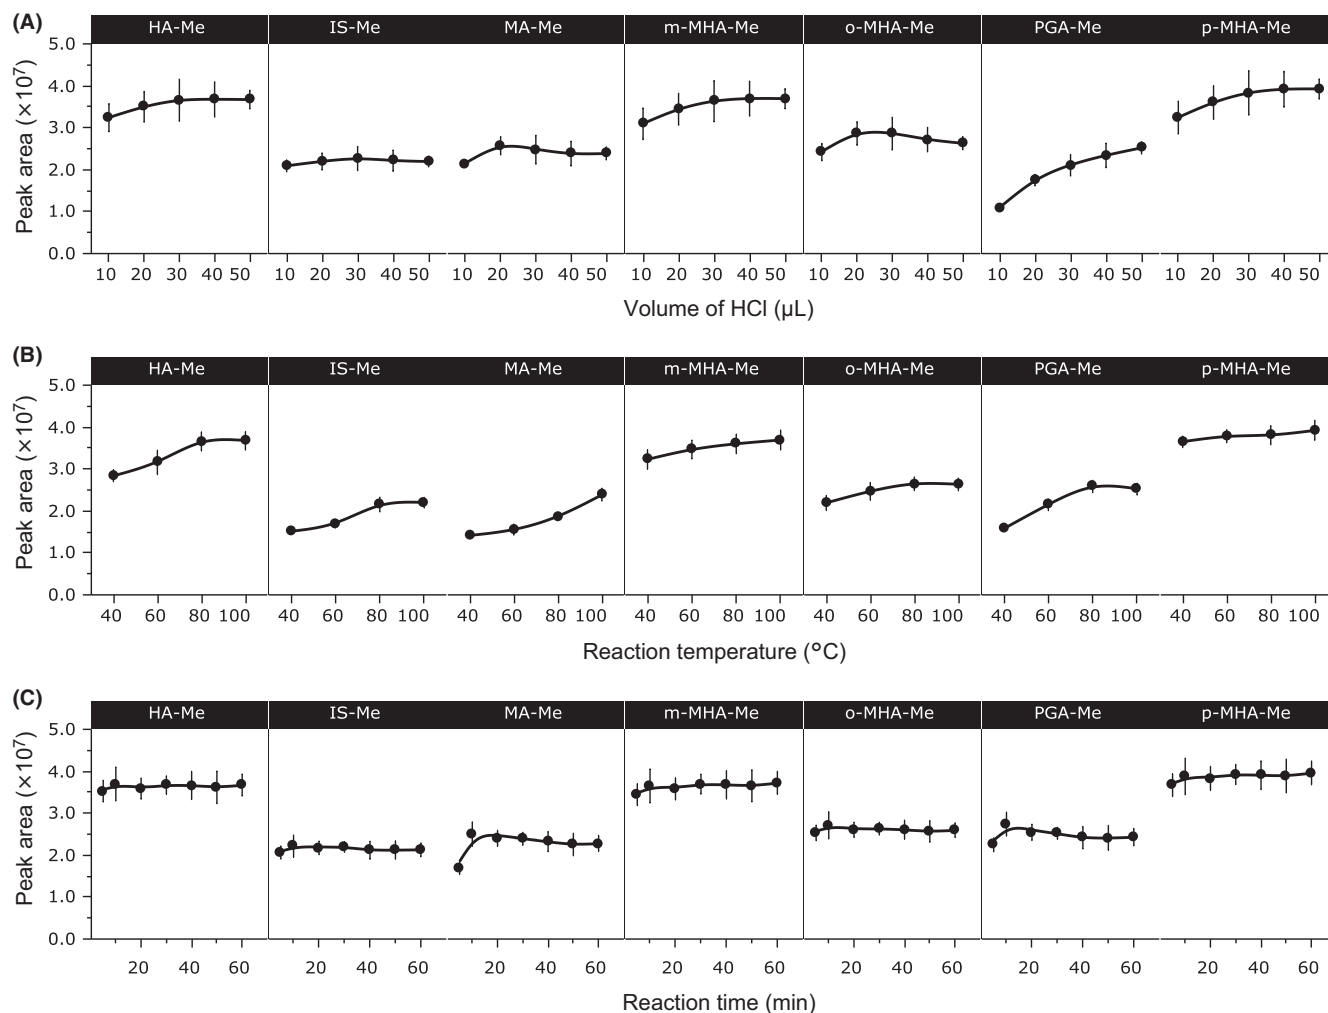 (A)
HA-Me IS-Me MA-Me m-MHA-Me o-MHA-Me PGA-Me p-MHA-Me
Peak area (×10⁷)
5.0
4.0
3.0
2.0
1.0
0.0
10 20 30 40 50 10 20 30 40 50 10 20 30 40 50 10 20 30 40 50 10 20 30 40 50 10 20 30 40 50 10 20 30 40 50
Volume of HCl (µL)
(B)
HA-Me IS-Me MA-Me m-MHA-Me o-MHA-Me PGA-Me p-MHA-Me
Peak area (×10⁷)
5.0
4.0
3.0
2.0
1.0
0.0
40 60 80 100 40 60 80 100 40 60 80 100 40 60 80 100 40 60 80 100 40 60 80 100 40 60 80 100
Reaction temperature (°C)
(C)
HA-Me IS-Me MA-Me m-MHA-Me o-MHA-Me PGA-Me p-MHA-Me
Peak area (×10⁷)
5.0
4.0
3.0
2.0
1.0
0.0
20 40 60 20 40 60 20 40 60 20 40 60 20 40 60 20 40 60 20 40 60
Reaction time (min)